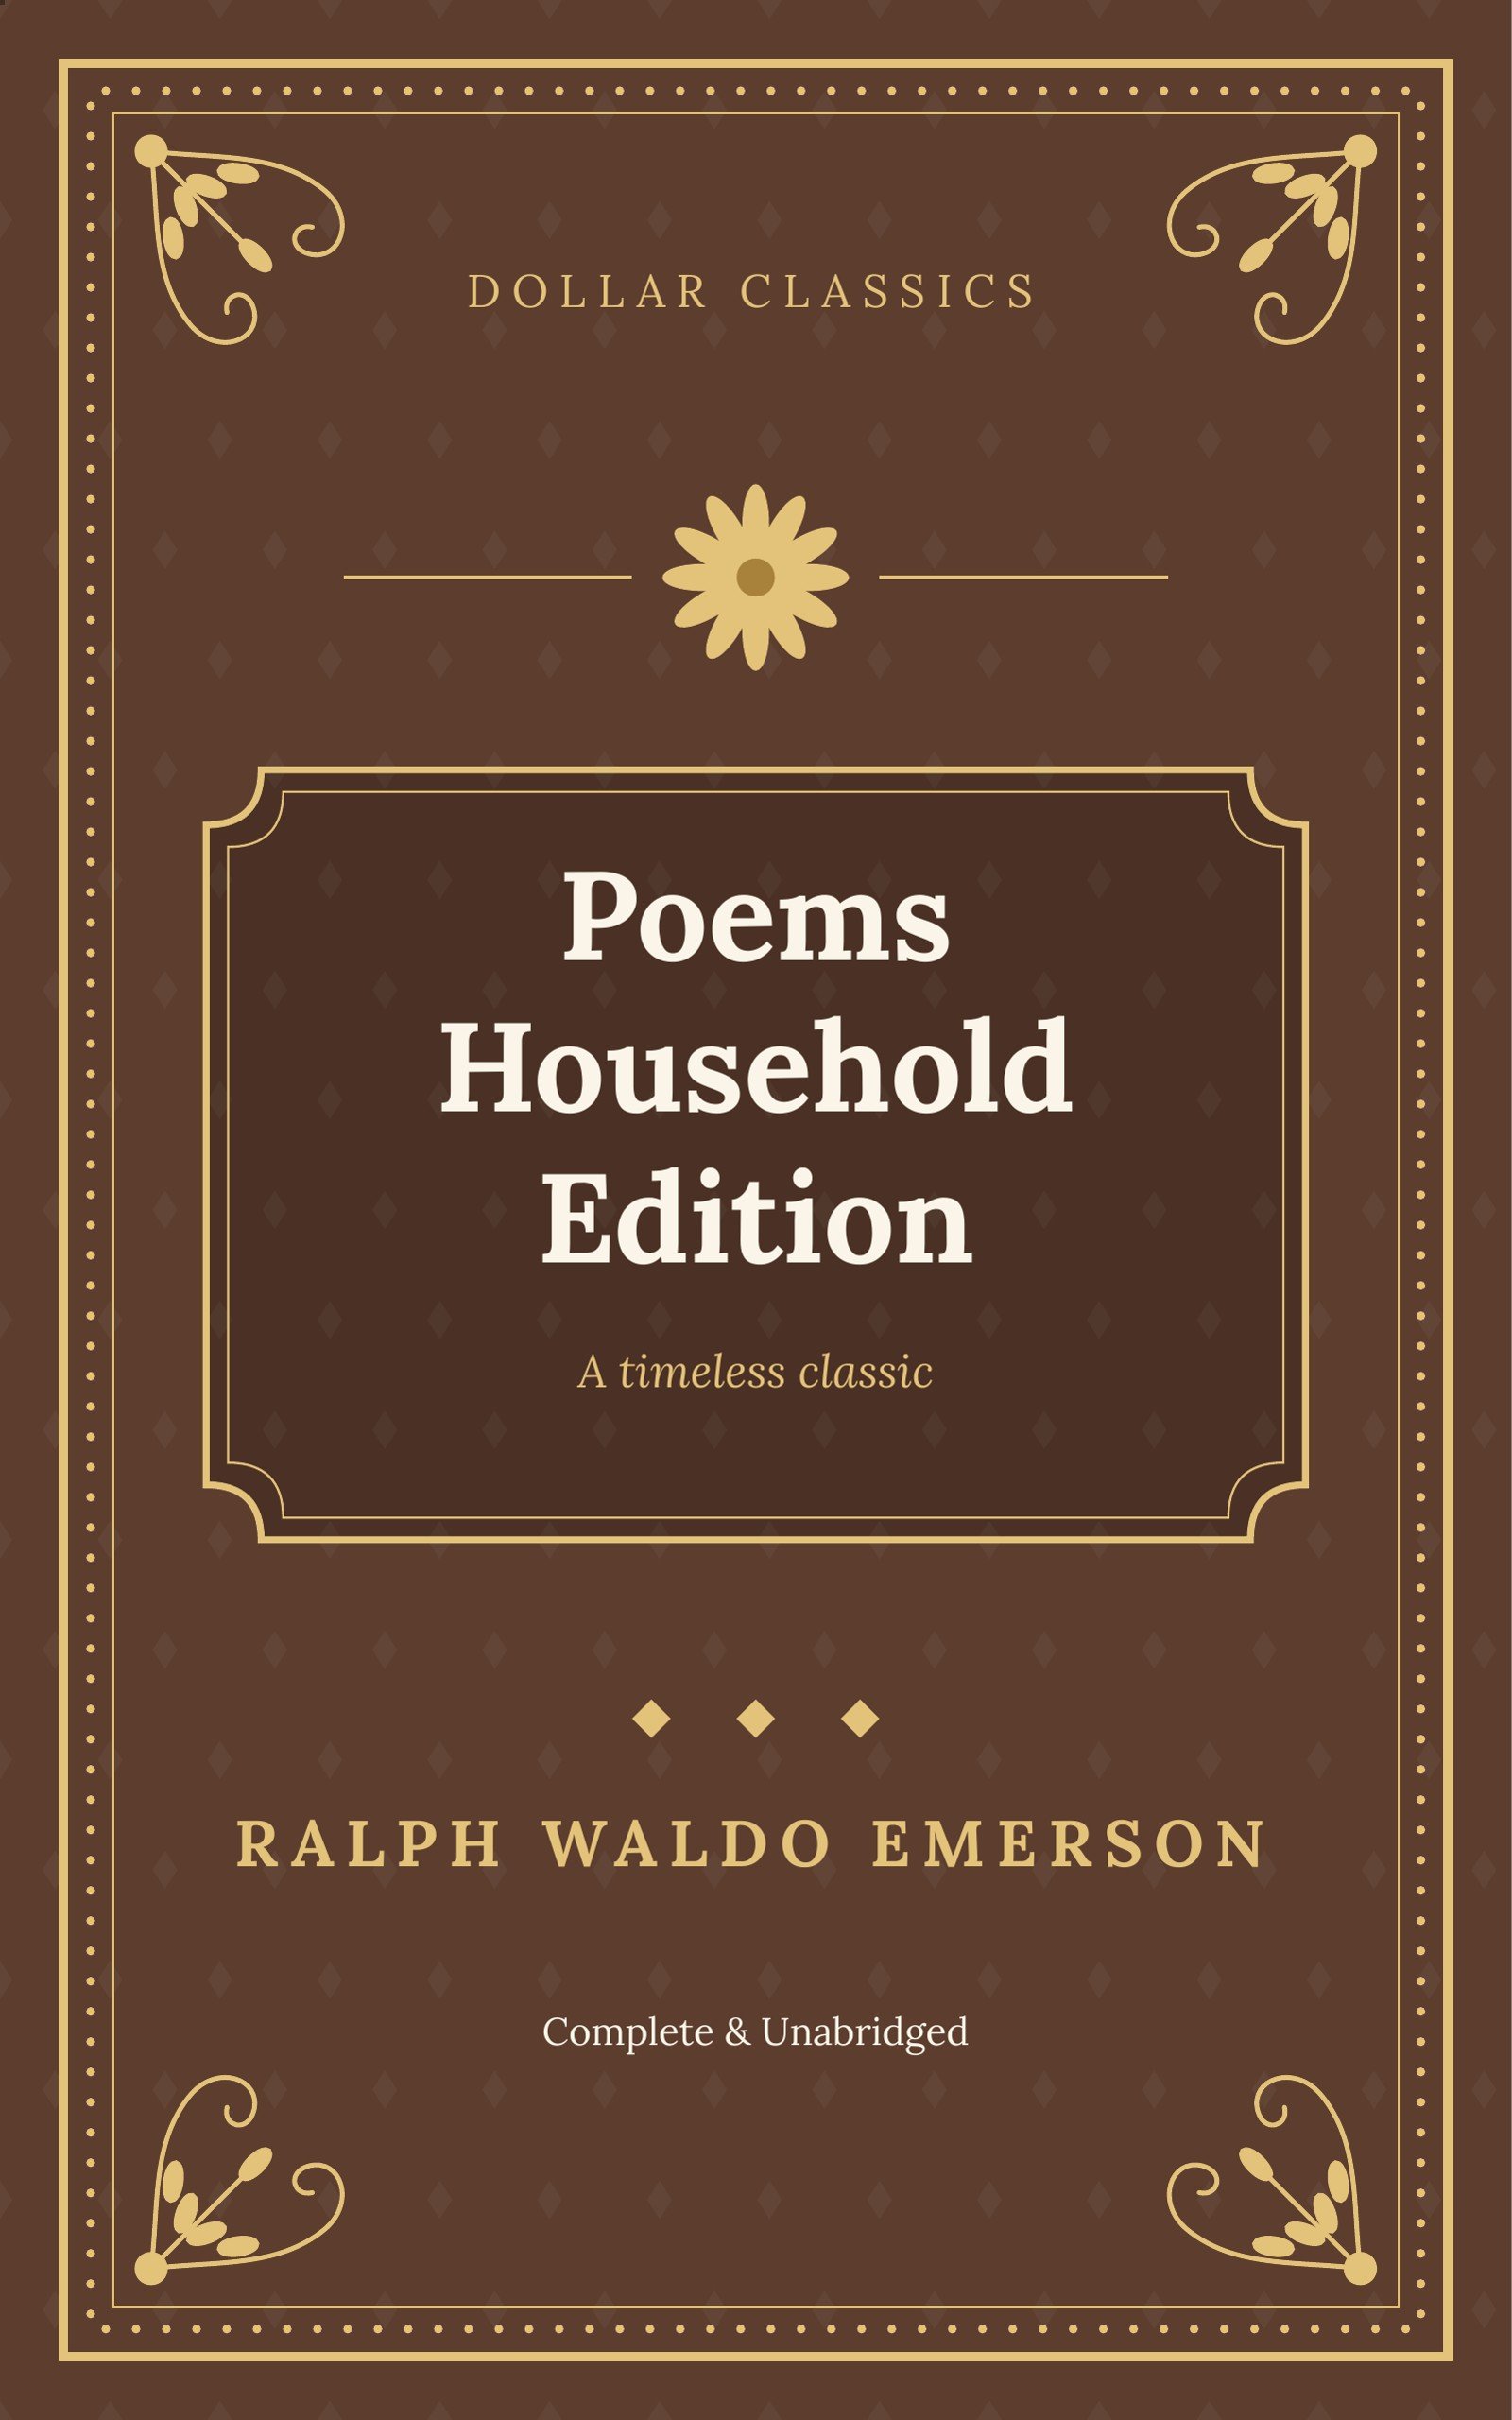 DOLLAR CLASSICS
Poems
Household
Edition
A timeless classic
RALPH WALDO EMERSON
Complete & Unabridged